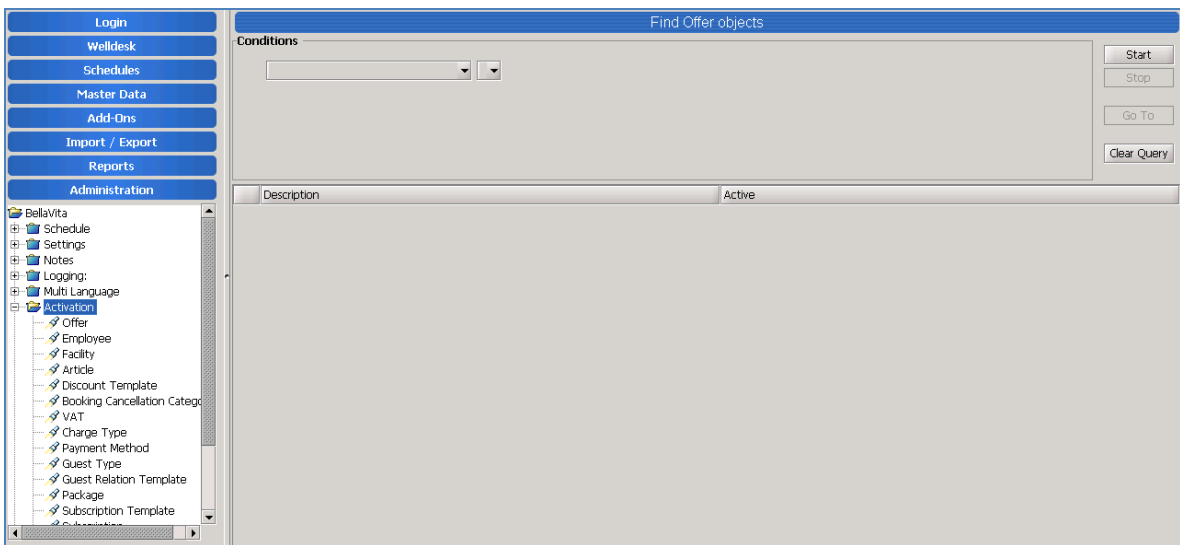 Login
Welldesk
Schedules
Master Data
Add-Ons
Import / Export
Reports
Administration
BellaVita
Schedule
Settings
Notes
Logging:
Multi Language
Activation
Offer
Employee
Facility
Article
Discount Template
Booking Cancellation Catego
VAT
Charge Type
Payment Method
Guest Type
Guest Relation Template
Package
Subscription Template
Find Offer objects
Conditions
Start
Stop
Go To
Clear Query
Description Active